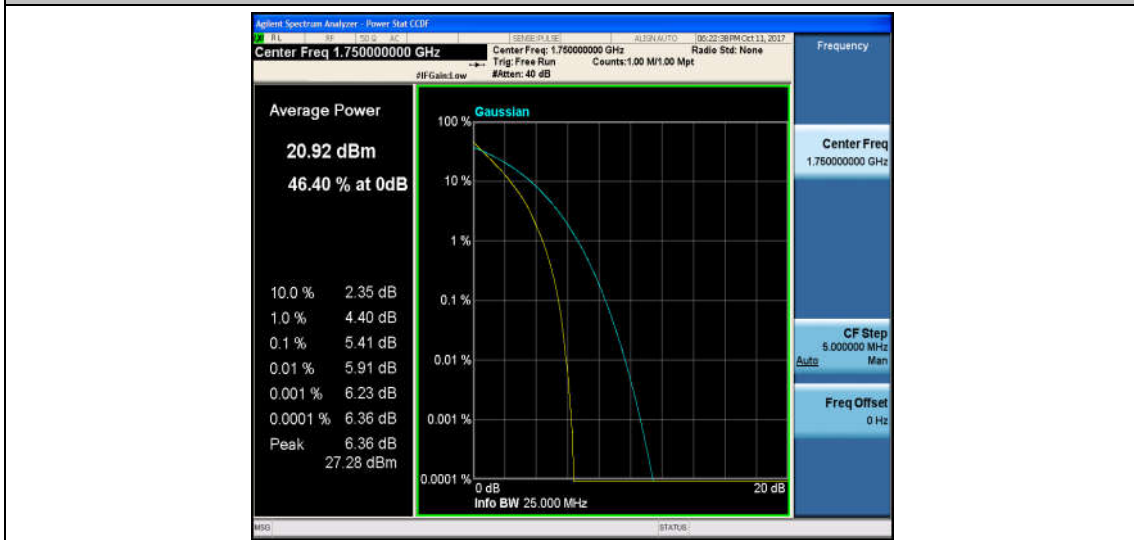 Agilent Spectrum Analyzer - Power Stat CCDF
RL RF 50 Ω AC SENSE:PULSE ALIGN AUTO 06:22:38 PM Oct 11, 2017
Center Freq 1.750000000 GHz
Center Freq: 1.750000000 GHz Radio Std: None
Trig: Free Run Counts:1.00 M/1.00 Mpt
#IFGain:Low #Atten: 40 dB
Frequency
Average Power
20.92 dBm
46.40 % at 0dB
10.0 % 2.35 dB
1.0 % 4.40 dB
0.1 % 5.41 dB
0.01 % 5.91 dB
0.001 % 6.23 dB
0.0001 % 6.36 dB
Peak 6.36 dB
27.28 dBm
Gaussian
100 %
10 %
1 %
0.1 %
0.01 %
0.001 %
0.0001 %
0 dB 20 dB
Info BW 25.000 MHz
Center Freq
1.750000000 GHz
CF Step
5.000000 MHz
Auto Man
Freq Offset
0 Hz
MSG STATUS